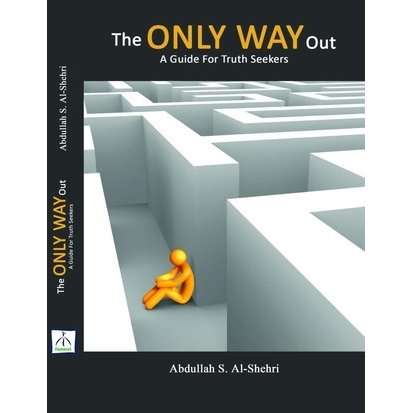 The ONLY WAY Out
A Guide For Truth Seekers
Abdullah S. Al-Shehri
Abdullah S. Al-Shehri
The ONLY WAY Out
A Guide For Truth Seekers